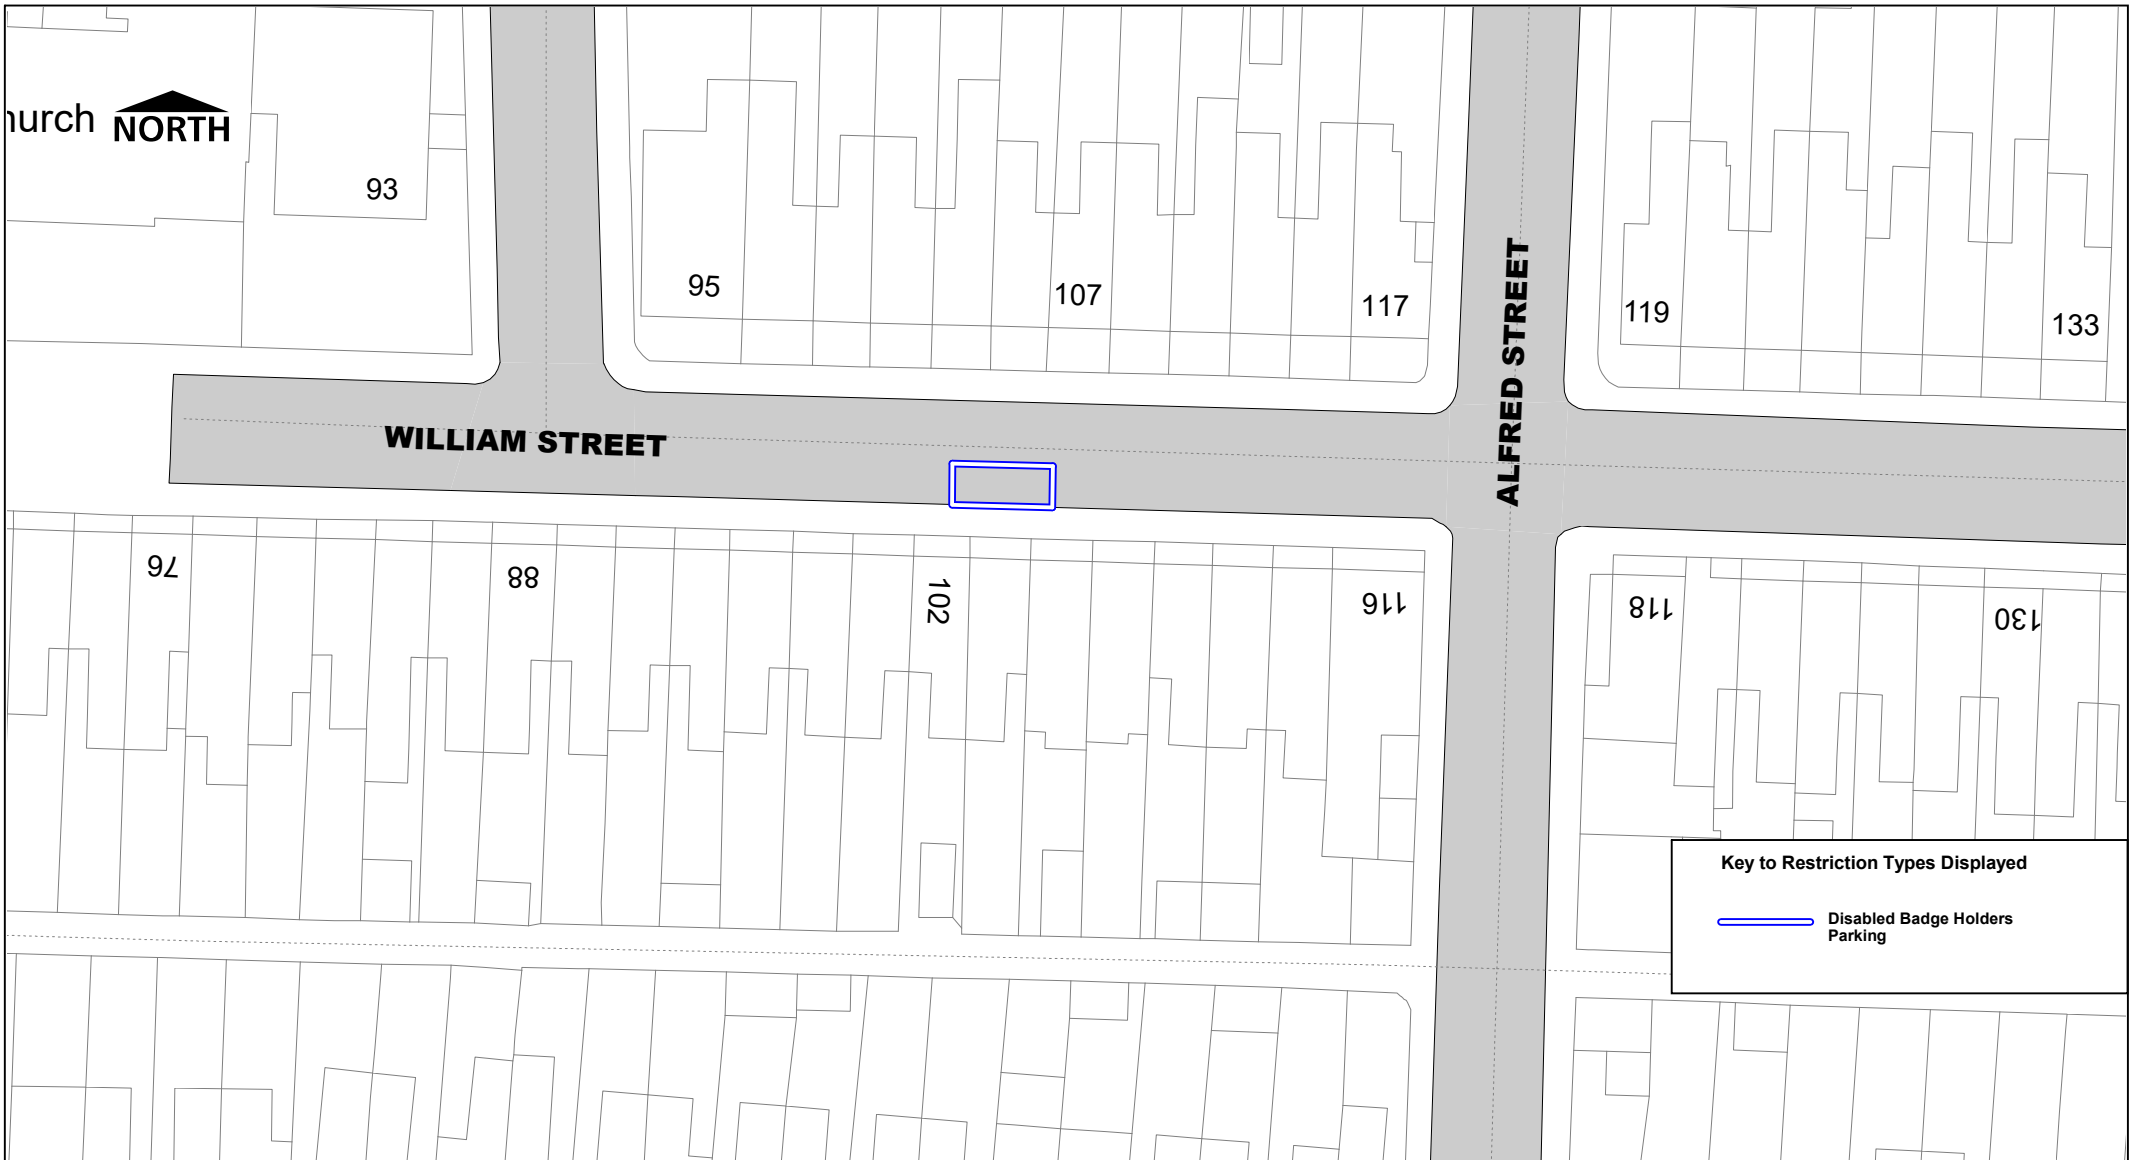 hurch
NORTH
93
95
107
117
119
133
WILLIAM STREET
ALFRED STREET
76
88
102
116
118
130
Key to Restriction Types Displayed
Disabled Badge Holders
Parking